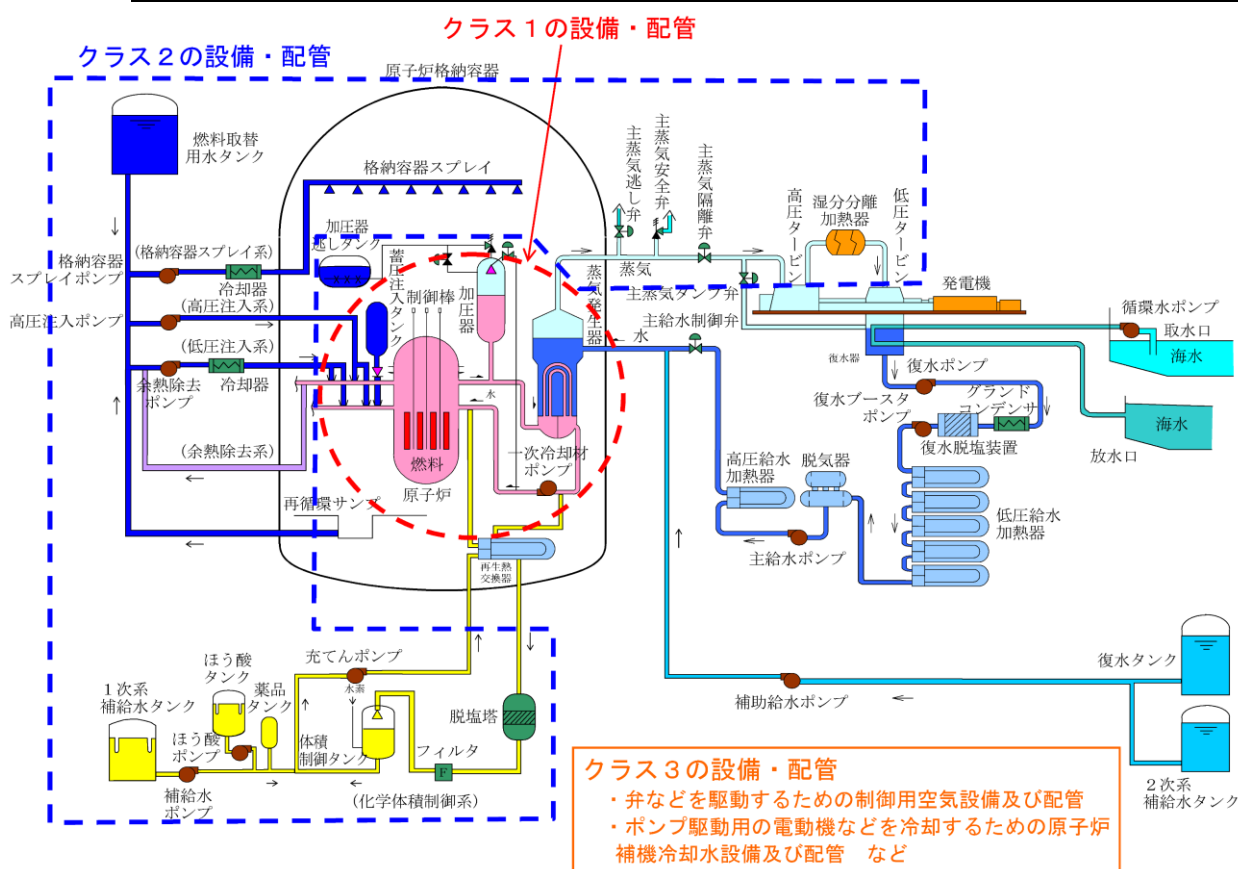 クラス1の設備・配管
クラス2の設備・配管
原子炉格納容器
燃料取替
用水タンク
格納容器スプレイ
主蒸気逃し弁
主蒸気安全弁
主蒸気隔離弁
高圧タービン
湿分分離
加熱器
低圧タービン
加圧器
逃しタンク
(格納容器スプレイ系)
格納容器
スプレイポンプ
冷却器
蓄圧注入タンク
制御棒
加圧器
蒸気発生器
蒸気
主蒸気ダンプ弁
発電機
(高圧注入系)
高圧注入ポンプ
主給水制御弁
循環水ポンプ
取水口
海水
(低圧注入系)
余熱除去
ポンプ
冷却器
水
水
復水器
復水ポンプ
復水ブースタ
ポンプ
グランド
コンデンサ
復水脱塩装置
海水
放水口
(余熱除去系)
燃料
原子炉
一次冷却材
ポンプ
高圧給水
加熱器
脱気器
低圧給水
加熱器
再循環サンプ
主給水ポンプ
再生熱
交換器
充てんポンプ
水素
ほう酸
タンク
薬品
タンク
1次系
補給水タンク
ほう酸
ポンプ
体積
制御タンク
フィルタ
F
脱塩塔
補給水
ポンプ
(化学体積制御系)
補助給水ポンプ
復水タンク
2次系
補給水タンク
クラス3の設備・配管
・弁などを駆動するための制御用空気設備及び配管
・ポンプ駆動用の電動機などを冷却するための原子炉
補機冷却水設備及び配管 など